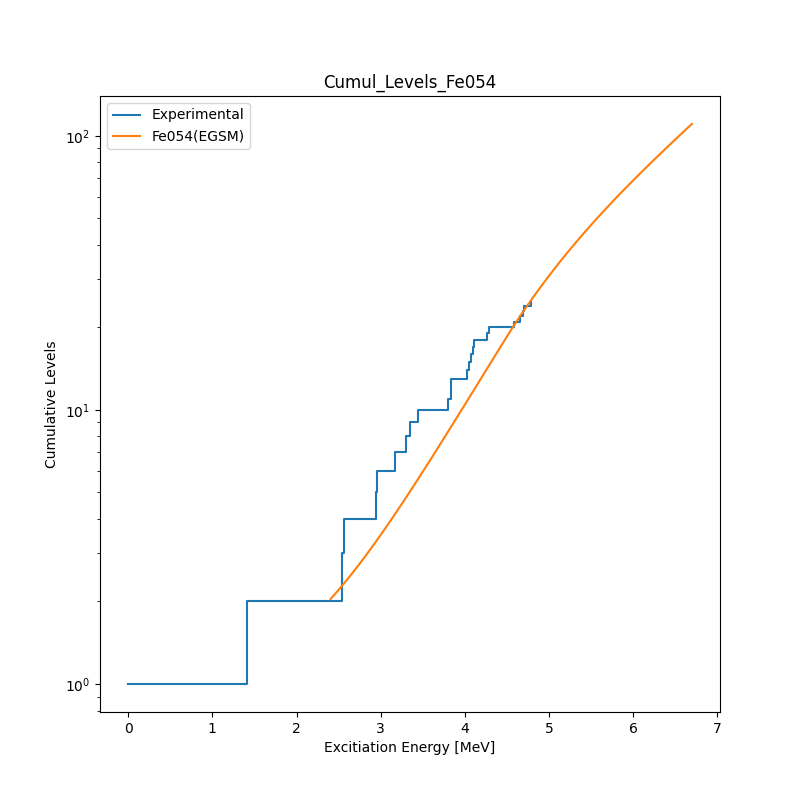 Cumul_Levels_Fe054
Experimental
Fe054(EGSM)
Cumulative Levels
10²
10¹
10⁰
0 1 2 3 4 5 6 7
Excitiation Energy [MeV]